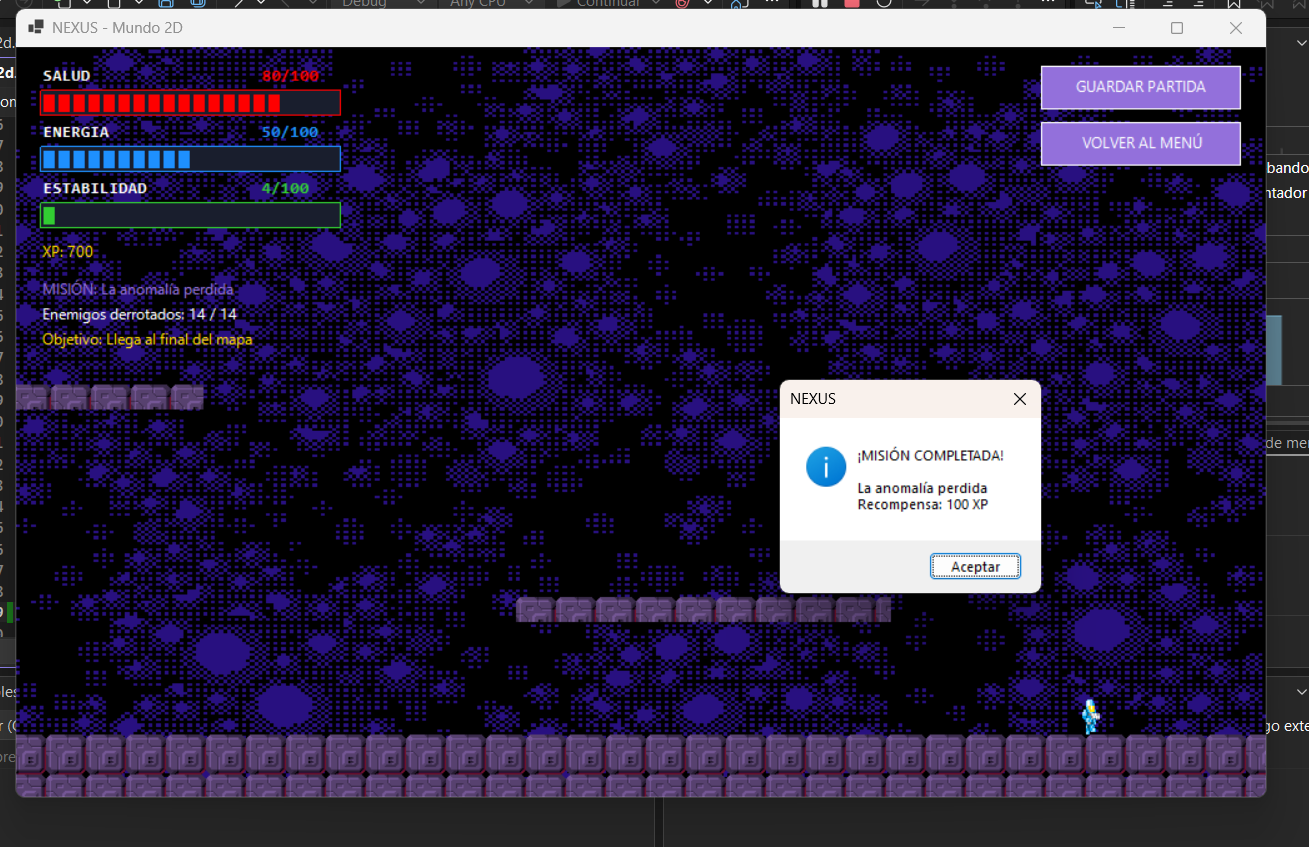 Debug
Any CPU
Continuar
NEXUS - Mundo 2D
SALUD 80/100
ENERGIA 50/100
ESTABILIDAD 4/100
XP: 700
MISIÓN: La anomalía perdida
Enemigos derrotados: 14 / 14
Objetivo: Llega al final del mapa
GUARDAR PARTIDA
VOLVER AL MENÚ
NEXUS
¡MISIÓN COMPLETADA!
La anomalía perdida
Recompensa: 100 XP
Aceptar